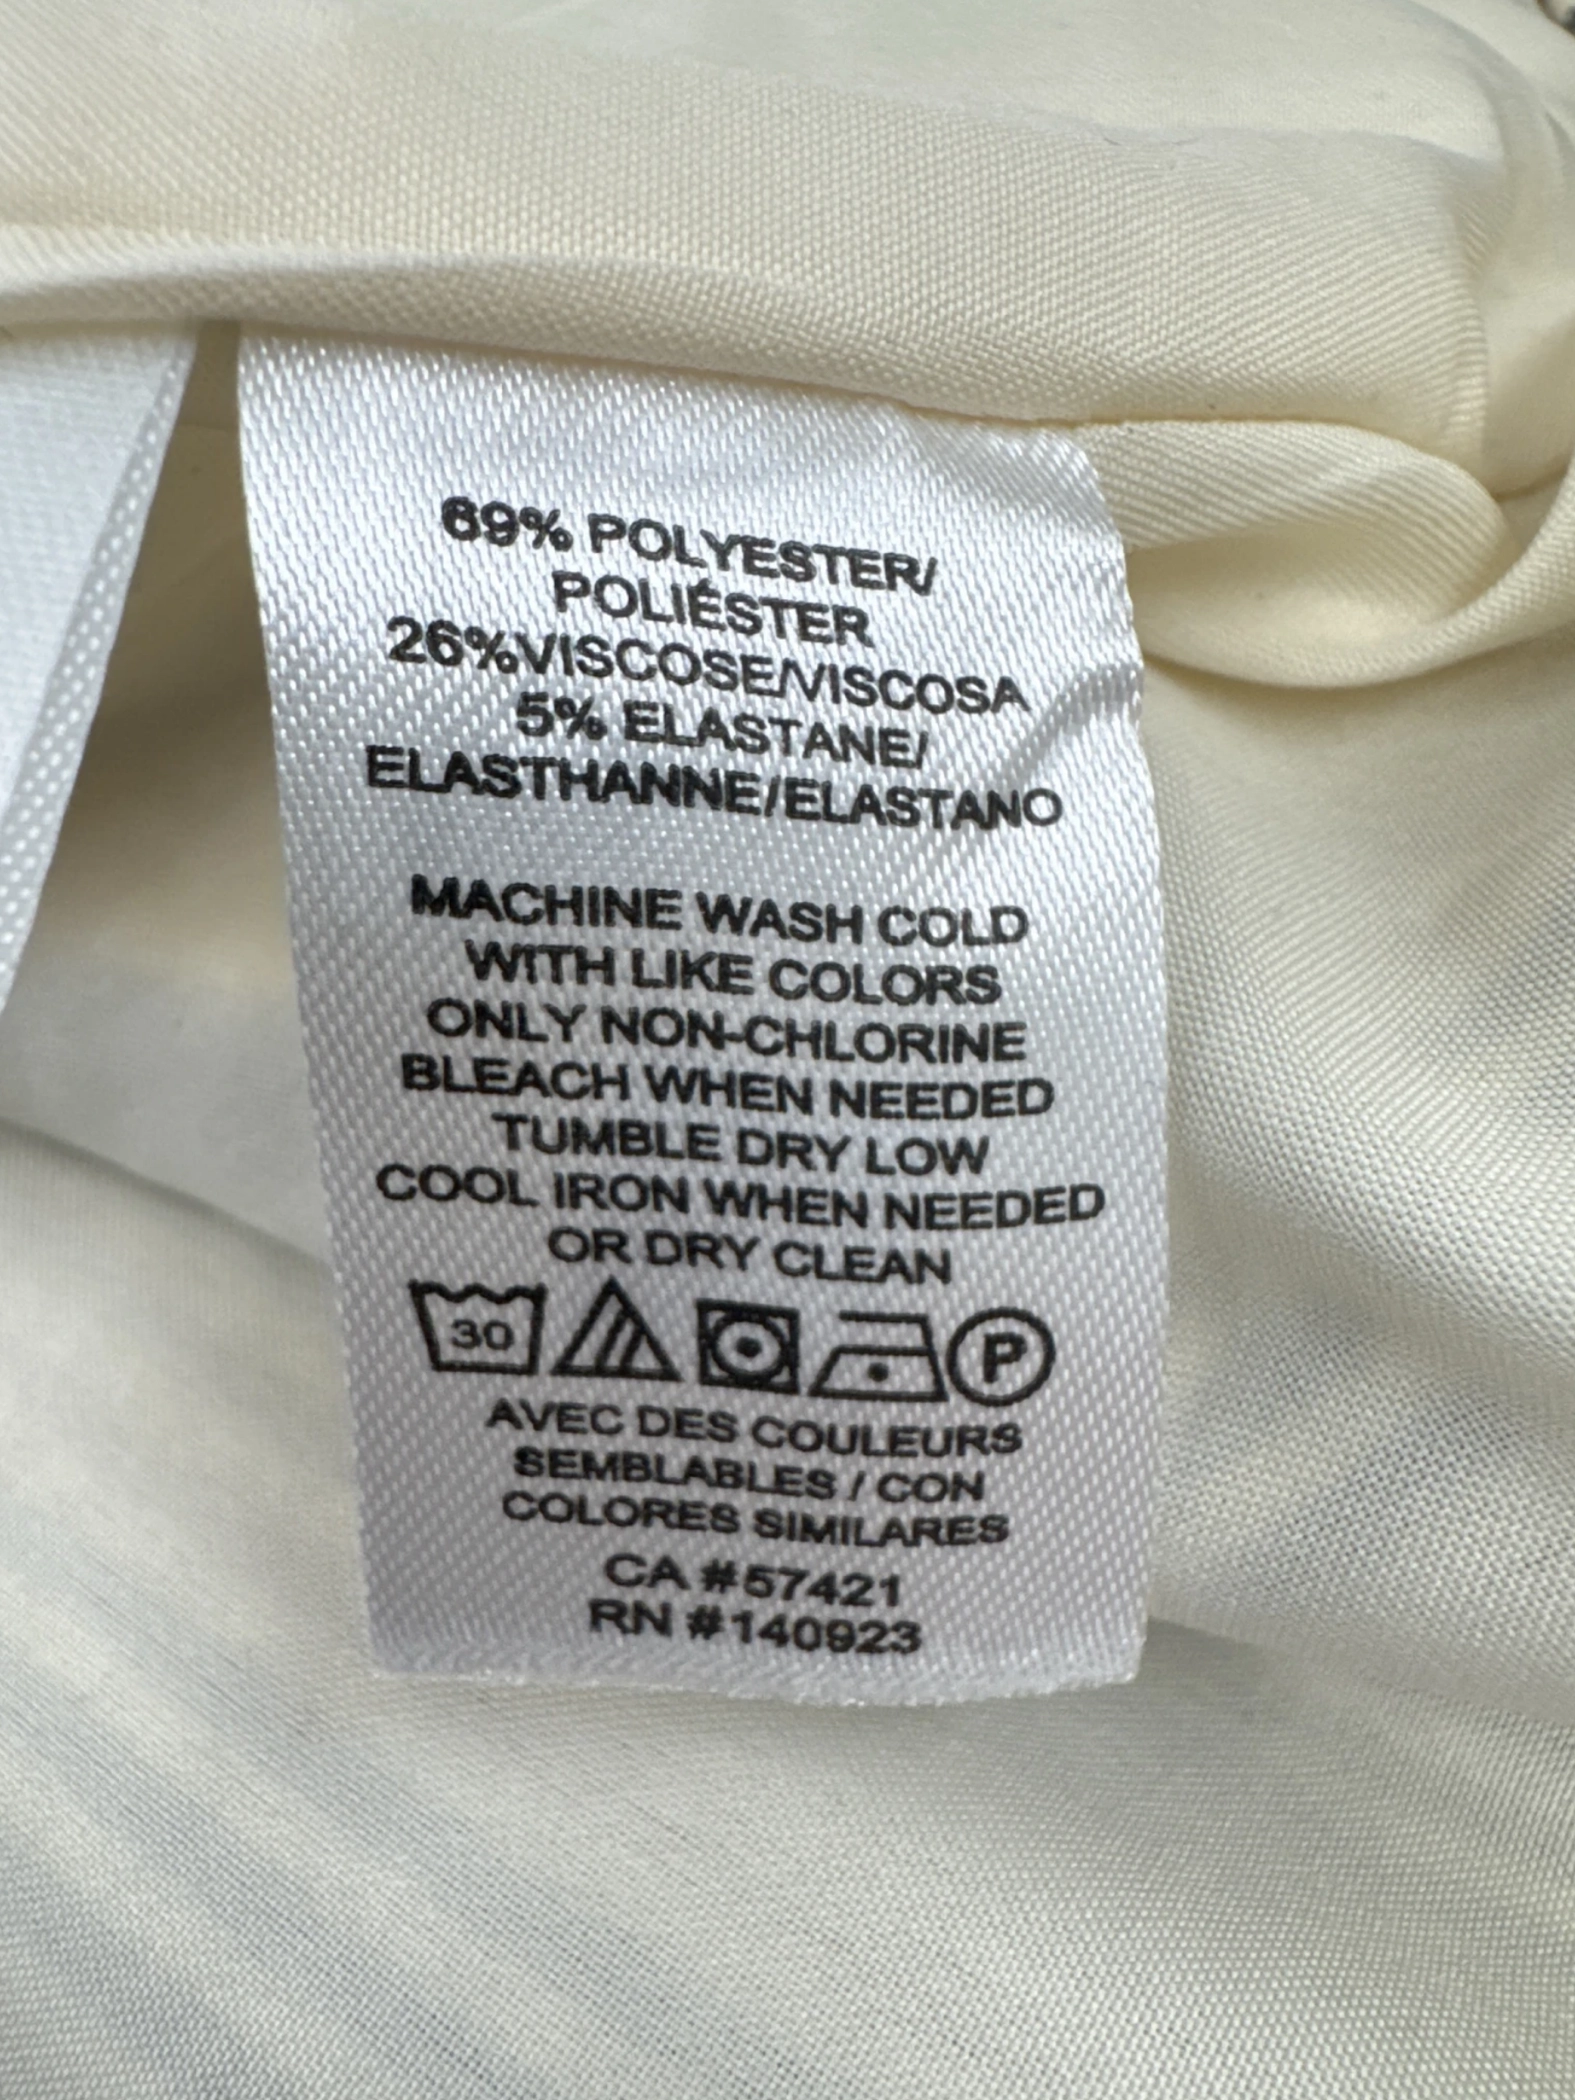 69% POLYESTER/
POLIÉSTER
26%VISCOSE/VISCOSA
5% ELASTANE/
ELASTHANNE/ELASTANO
MACHINE WASH COLD
WITH LIKE COLORS
ONLY NON-CHLORINE
BLEACH WHEN NEEDED
TUMBLE DRY LOW
COOL IRON WHEN NEEDED
OR DRY CLEAN
30 P
AVEC DES COULEURS
SEMBLABLES / CON
COLORES SIMILARES
CA #57421
RN #140923